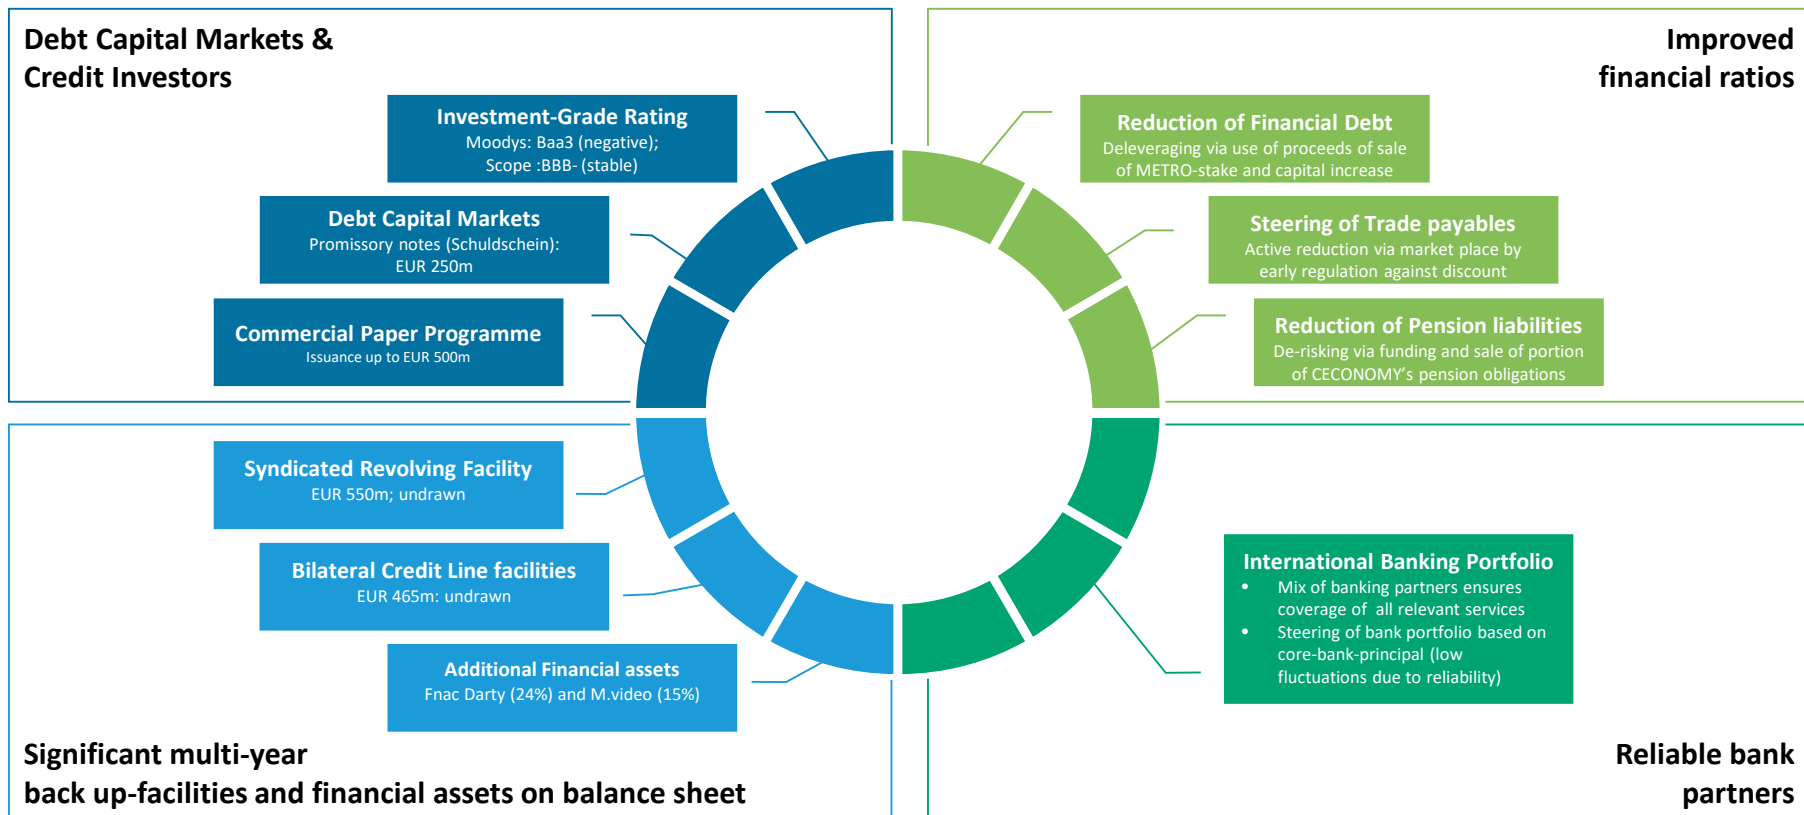 Debt Capital Markets &
Credit Investors
Investment-Grade Rating
Moodys: Baa3 (negative);
Scope :BBB- (stable)
Debt Capital Markets
Promissory notes (Schuldschein):
EUR 250m
Commercial Paper Programme
Issuance up to EUR 500m
Improved
financial ratios
Reduction of Financial Debt
Deleveraging via use of proceeds of sale
of METRO-stake and capital increase
Steering of Trade payables
Active reduction via market place by
early regulation against discount
Reduction of Pension liabilities
De-risking via funding and sale of portion
of CECONOMY’s pension obligations
Syndicated Revolving Facility
EUR 550m; undrawn
Bilateral Credit Line facilities
EUR 465m: undrawn
Additional Financial assets
Fnac Darty (24%) and M.video (15%)
Significant multi-year
back up-facilities and financial assets on balance sheet
International Banking Portfolio
• Mix of banking partners ensures
coverage of all relevant services
• Steering of bank portfolio based on
core-bank-principal (low
fluctuations due to reliability)
Reliable bank
partners